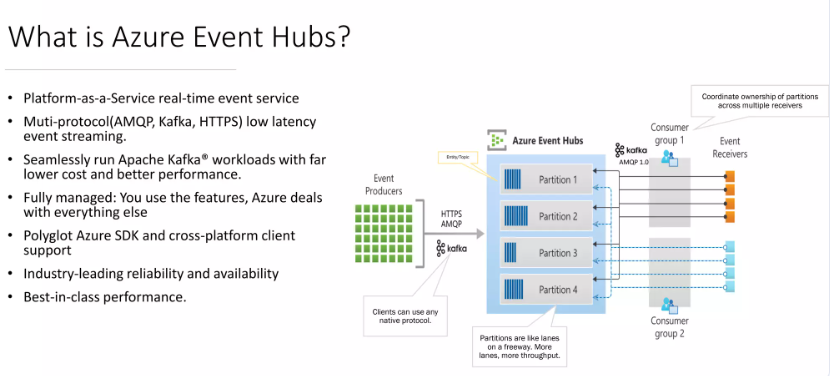 What is Azure Event Hubs?
• Platform-as-a-Service real-time event service
• Muti-protocol(AMQP, Kafka, HTTPS) low latency
event streaming.
• Seamlessly run Apache Kafka® workloads with far
lower cost and better performance.
• Fully managed: You use the features, Azure deals
with everything else
• Polyglot Azure SDK and cross-platform client
support
• Industry-leading reliability and availability
• Best-in-class performance.
Event
Producers
HTTPS
AMQP
kafka
Clients can use any
native protocol.
Azure Event Hubs
Entity/Topic
Partition 1
Partition 2
Partition 3
Partition 4
Partitions are like lanes
on a freeway. More
lanes, more throughput.
kafka
AMQP 1.0
Consumer
group 1
Coordinate ownership of partitions
across multiple receivers
Event
Receivers
Consumer
group 2